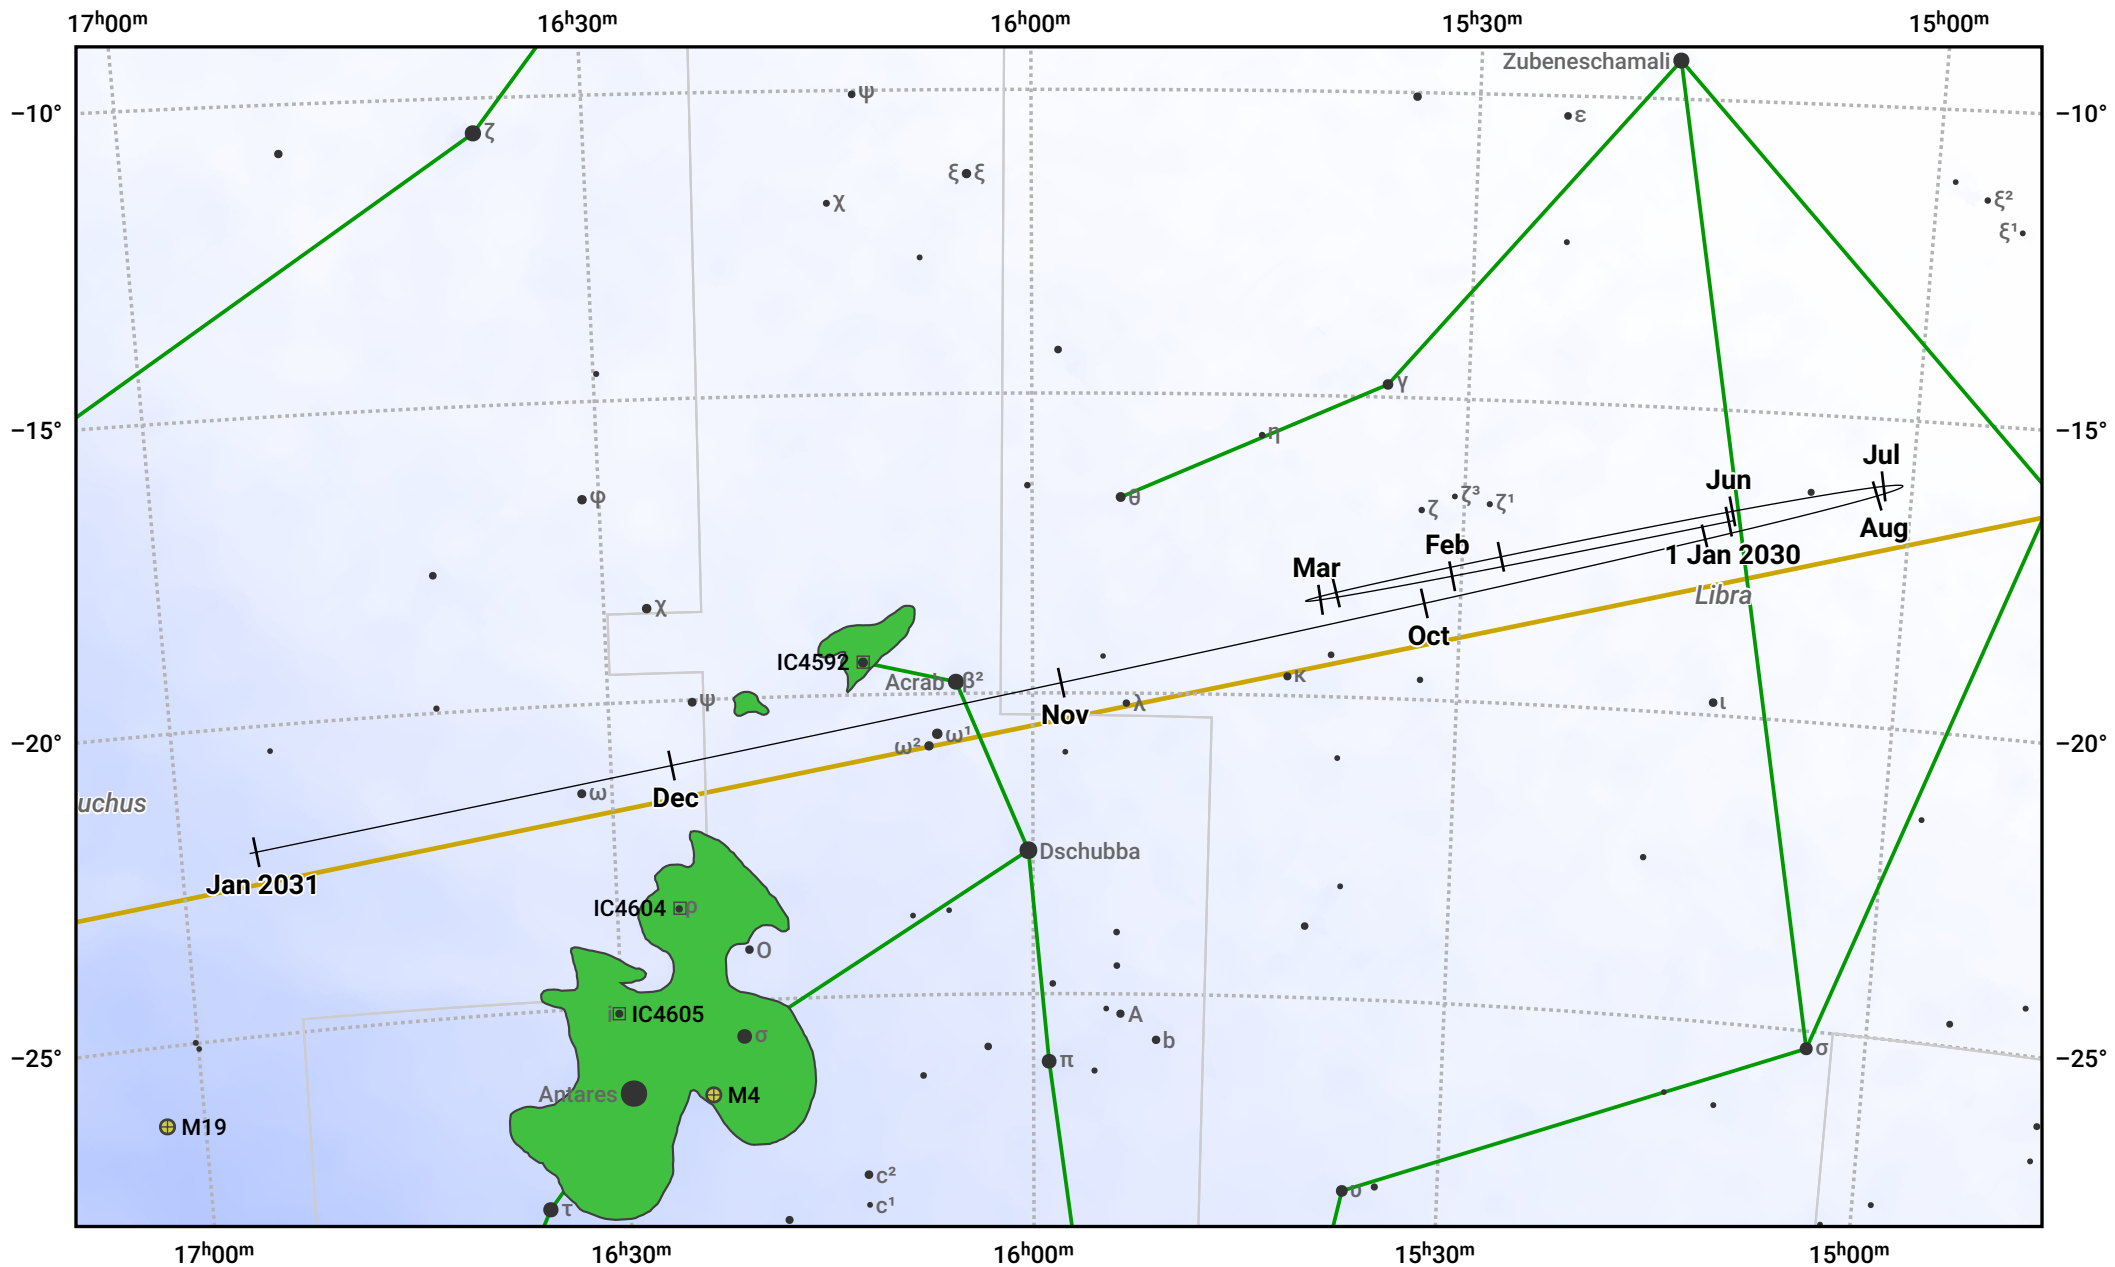 17ʰ00ᵐ 16ʰ30ᵐ 16ʰ00ᵐ 15ʰ30ᵐ 15ʰ00ᵐ
Zubeneschamali
ψ
−10° −10°
ε
ζ
ξ ξ
χ
ξ²
ξ¹
γ
−15° −15°
η
Jul
Jun
φ
θ
ζ ζ³ ζ¹
Aug
Feb
1 Jan 2030
Mar
Libra
χ
Oct
IC4592
Acrab β²
κ
ψ
λ
ι
Nov
ω¹
ω²
−20° −20°
ω
Dec
uchus
Dschubba
Jan 2031
IC4604 ρ
ο
i IC4605
A
σ
b
σ
−25° −25°
π
Antares
M4
M19
c²
υ
c¹
τ
17ʰ00ᵐ 16ʰ30ᵐ 16ʰ00ᵐ 15ʰ30ᵐ 15ʰ00ᵐ